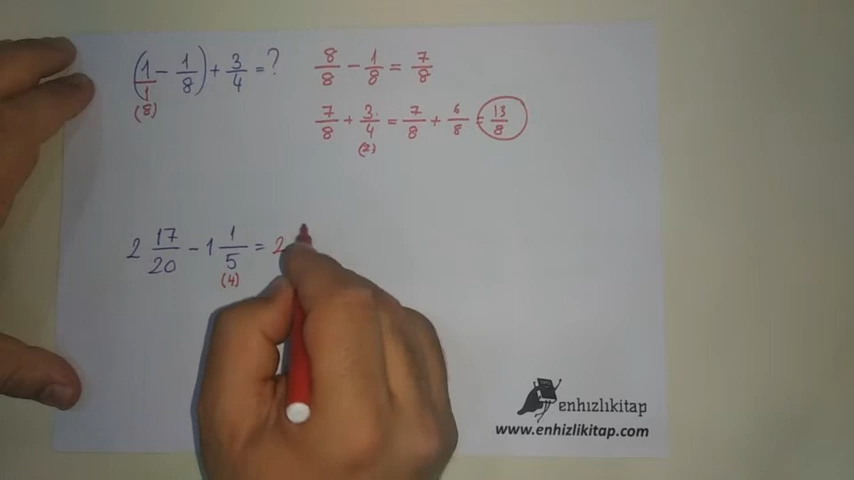 (1/1 - 1/8) + 3/4 = ?
(8)
8/8 - 1/8 = 7/8
7/8 + 3/4 = 7/8 + 6/8 = 13/8
(2)
2 17/20 - 1 1/5 = 2
(4)
enhızlıkitap
www.enhizlikitap.com